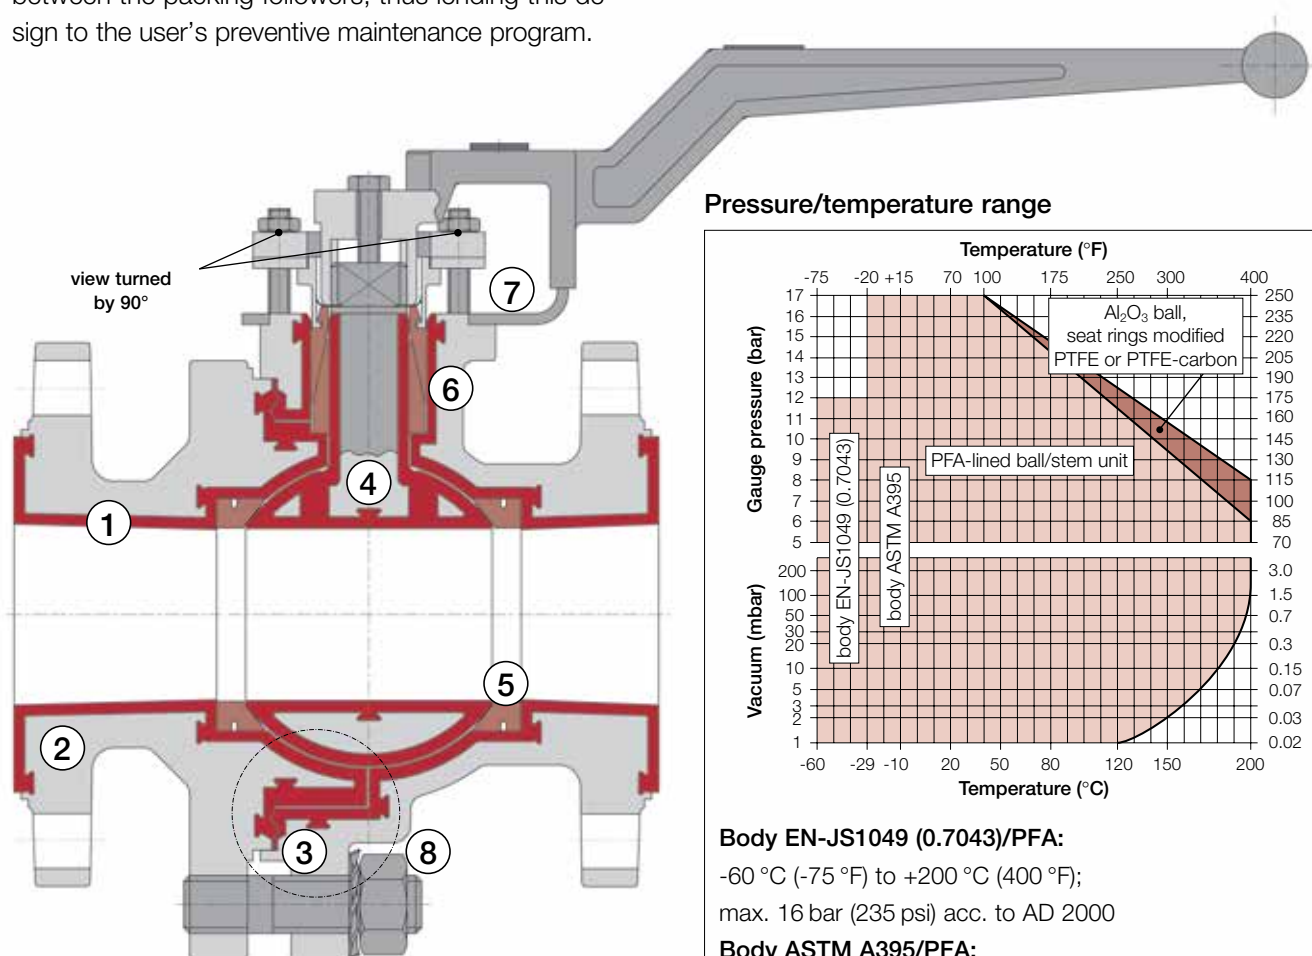 between the packing followers, thus lending this de-
sign to the user's preventive maintenance program.
view turned
by 90°
7
6
4
1
5
2
3
8
Pressure/temperature range
Temperature (°F)
-75 -20 +15 70 100 175 250 300 400
Gauge pressure (bar)
17 250
16 235
15 220
14 205
13 190
12 175
11 160
10 145
9 130
8 115
7 100
6 85
5 70
Al₂O₃ ball,
seat rings modified
PTFE or PTFE-carbon
PFA-lined ball/stem unit
body EN-JS1049 (0.7043)
body ASTM A395
Vacuum (mbar)
200 3.0
100 1.5
50 0.7
30
20 0.3
10 0.15
5 0.07
3
2 0.03
1 0.02
-60 -29 -10 20 50 80 120 150 200
Temperature (°C)
Body EN-JS1049 (0.7043)/PFA:
-60 °C (-75 °F) to +200 °C (400 °F);
max. 16 bar (235 psi) acc. to AD 2000
Body ASTM A395/PFA: